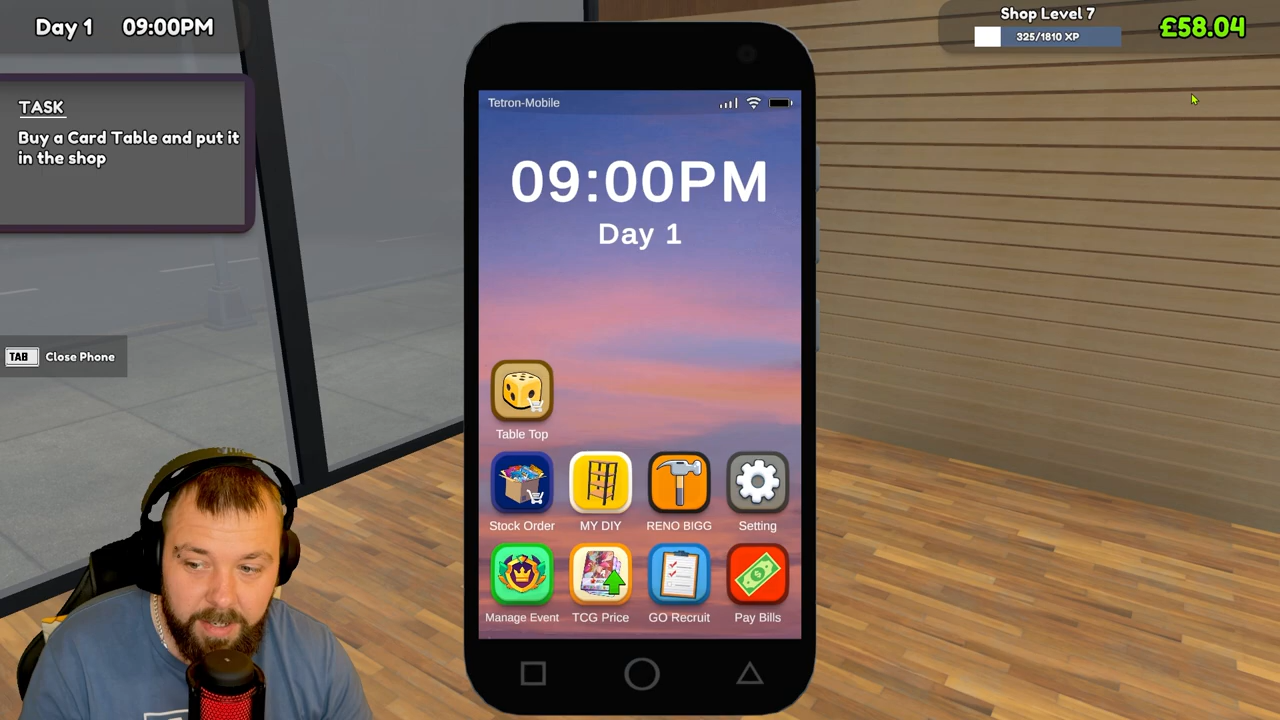 Day 1 09:00PM
Shop Level 7
325/1810 XP
£58.04
TASK
Buy a Card Table and put it
in the shop
TAB Close Phone
Tetron-Mobile
09:00PM
Day 1
Table Top
Stock Order MY DIY RENO BIGG Setting
Manage Event TCG Price GO Recruit Pay Bills